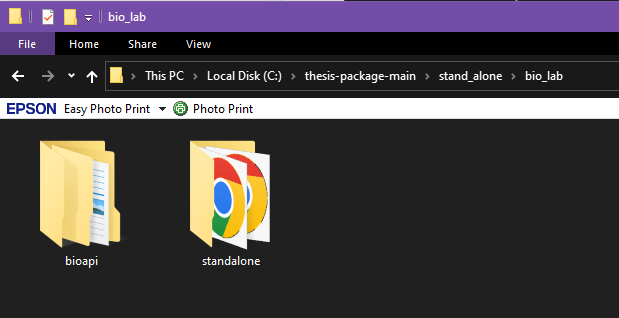 bio_lab
File Home Share View
This PC Local Disk (C:) thesis-package-main stand_alone bio_lab
EPSON Easy Photo Print Photo Print
bioapi standalone